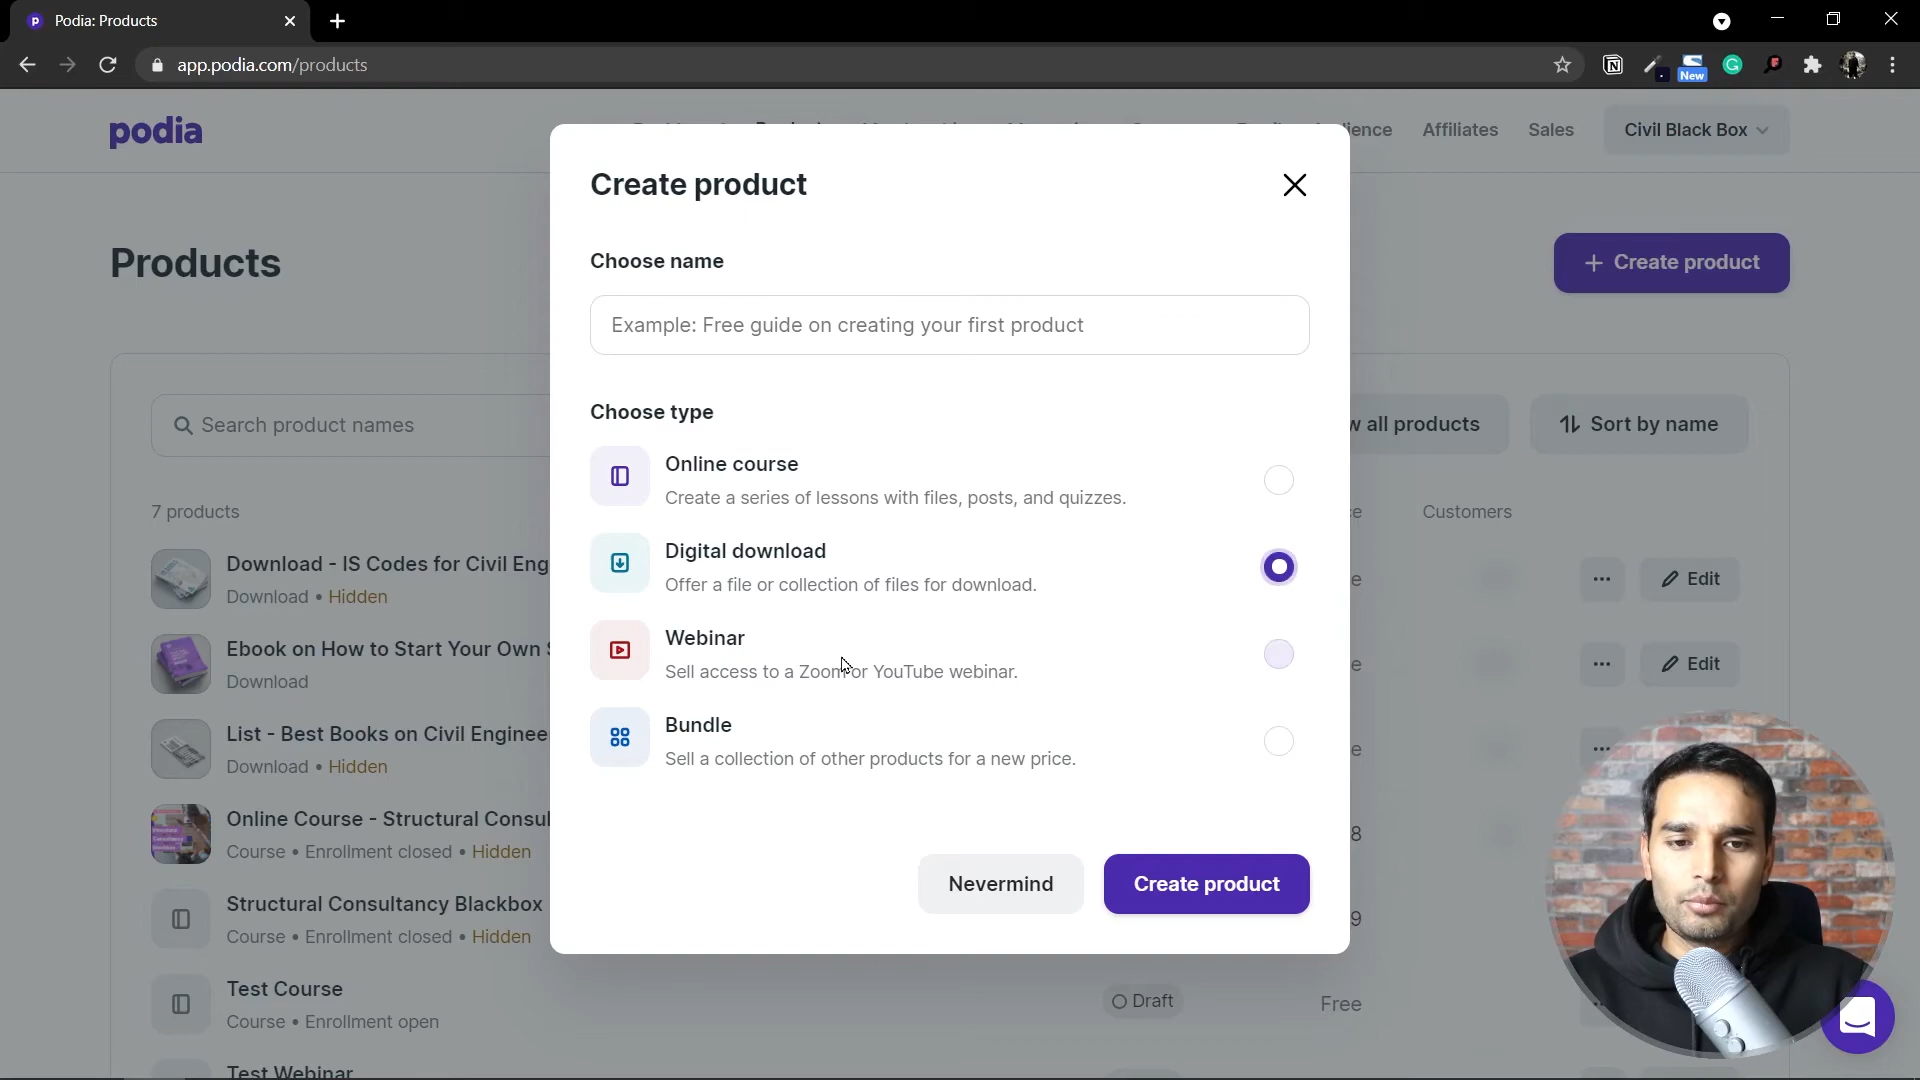 Podia: Products
app.podia.com/products
New
podia
Affiliates
Sales
Civil Black Box
Products
Create product
Search product names
all products
Sort by name
7 products
Customers
Download - IS Codes for Civil Eng
Download • Hidden
Edit
Ebook on How to Start Your Own
Download
Edit
List - Best Books on Civil Enginee
Download • Hidden
Online Course - Structural Consul
Course • Enrollment closed • Hidden
8
Structural Consultancy Blackbox
Course • Enrollment closed • Hidden
9
Test Course
Course • Enrollment open
Draft
Free
Test Webinar
Create product
Choose name
Example: Free guide on creating your first product
Choose type
Online course
Create a series of lessons with files, posts, and quizzes.
Digital download
Offer a file or collection of files for download.
Webinar
Sell access to a Zoom or YouTube webinar.
Bundle
Sell a collection of other products for a new price.
Nevermind
Create product